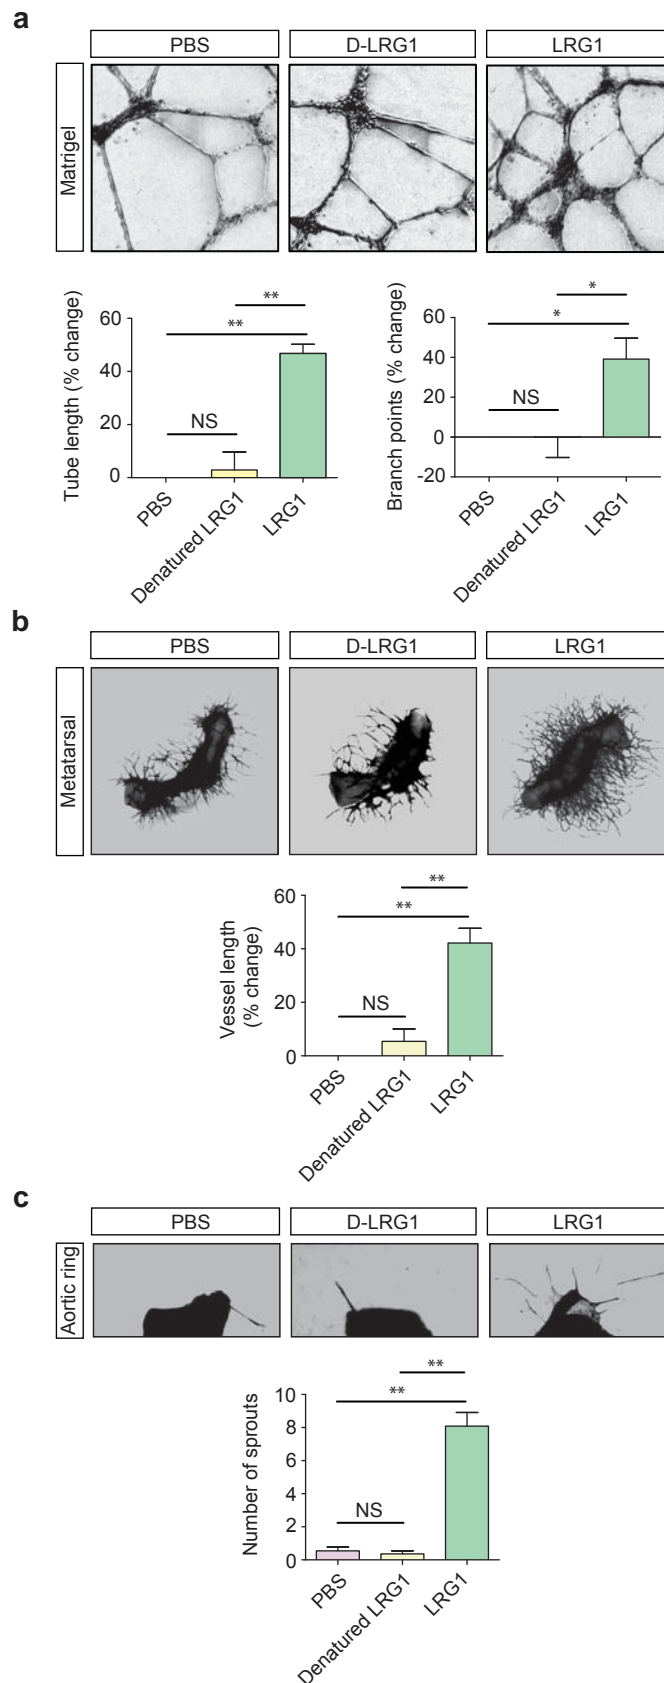 a
PBS
D-LRG1
LRG1
Matrigel
Tube length (% change)
60
40
20
0
**
**
NS
PBS
Denatured LRG1
LRG1
Branch points (% change)
60
40
20
0
-20
*
*
NS
PBS
Denatured LRG1
LRG1
b
PBS
D-LRG1
LRG1
Metatarsal
Vessel length
(% change)
60
40
20
0
**
**
NS
PBS
Denatured LRG1
LRG1
c
PBS
D-LRG1
LRG1
Aortic ring
Number of sprouts
10
8
6
4
2
0
**
**
NS
PBS
Denatured LRG1
LRG1